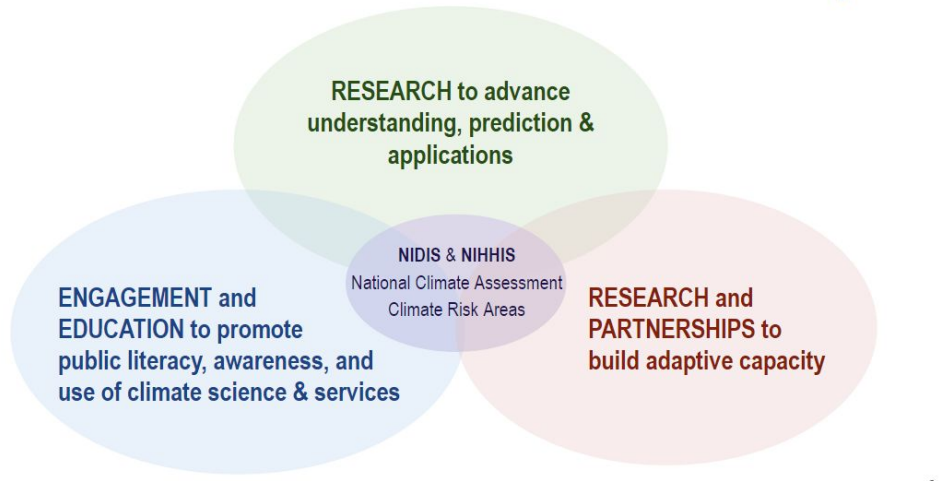 RESEARCH to advance
understanding, prediction &
applications
NIDIS & NIHHIS
National Climate Assessment
Climate Risk Areas
ENGAGEMENT and
EDUCATION to promote
public literacy, awareness, and
use of climate science & services
RESEARCH and
PARTNERSHIPS to
build adaptive capacity